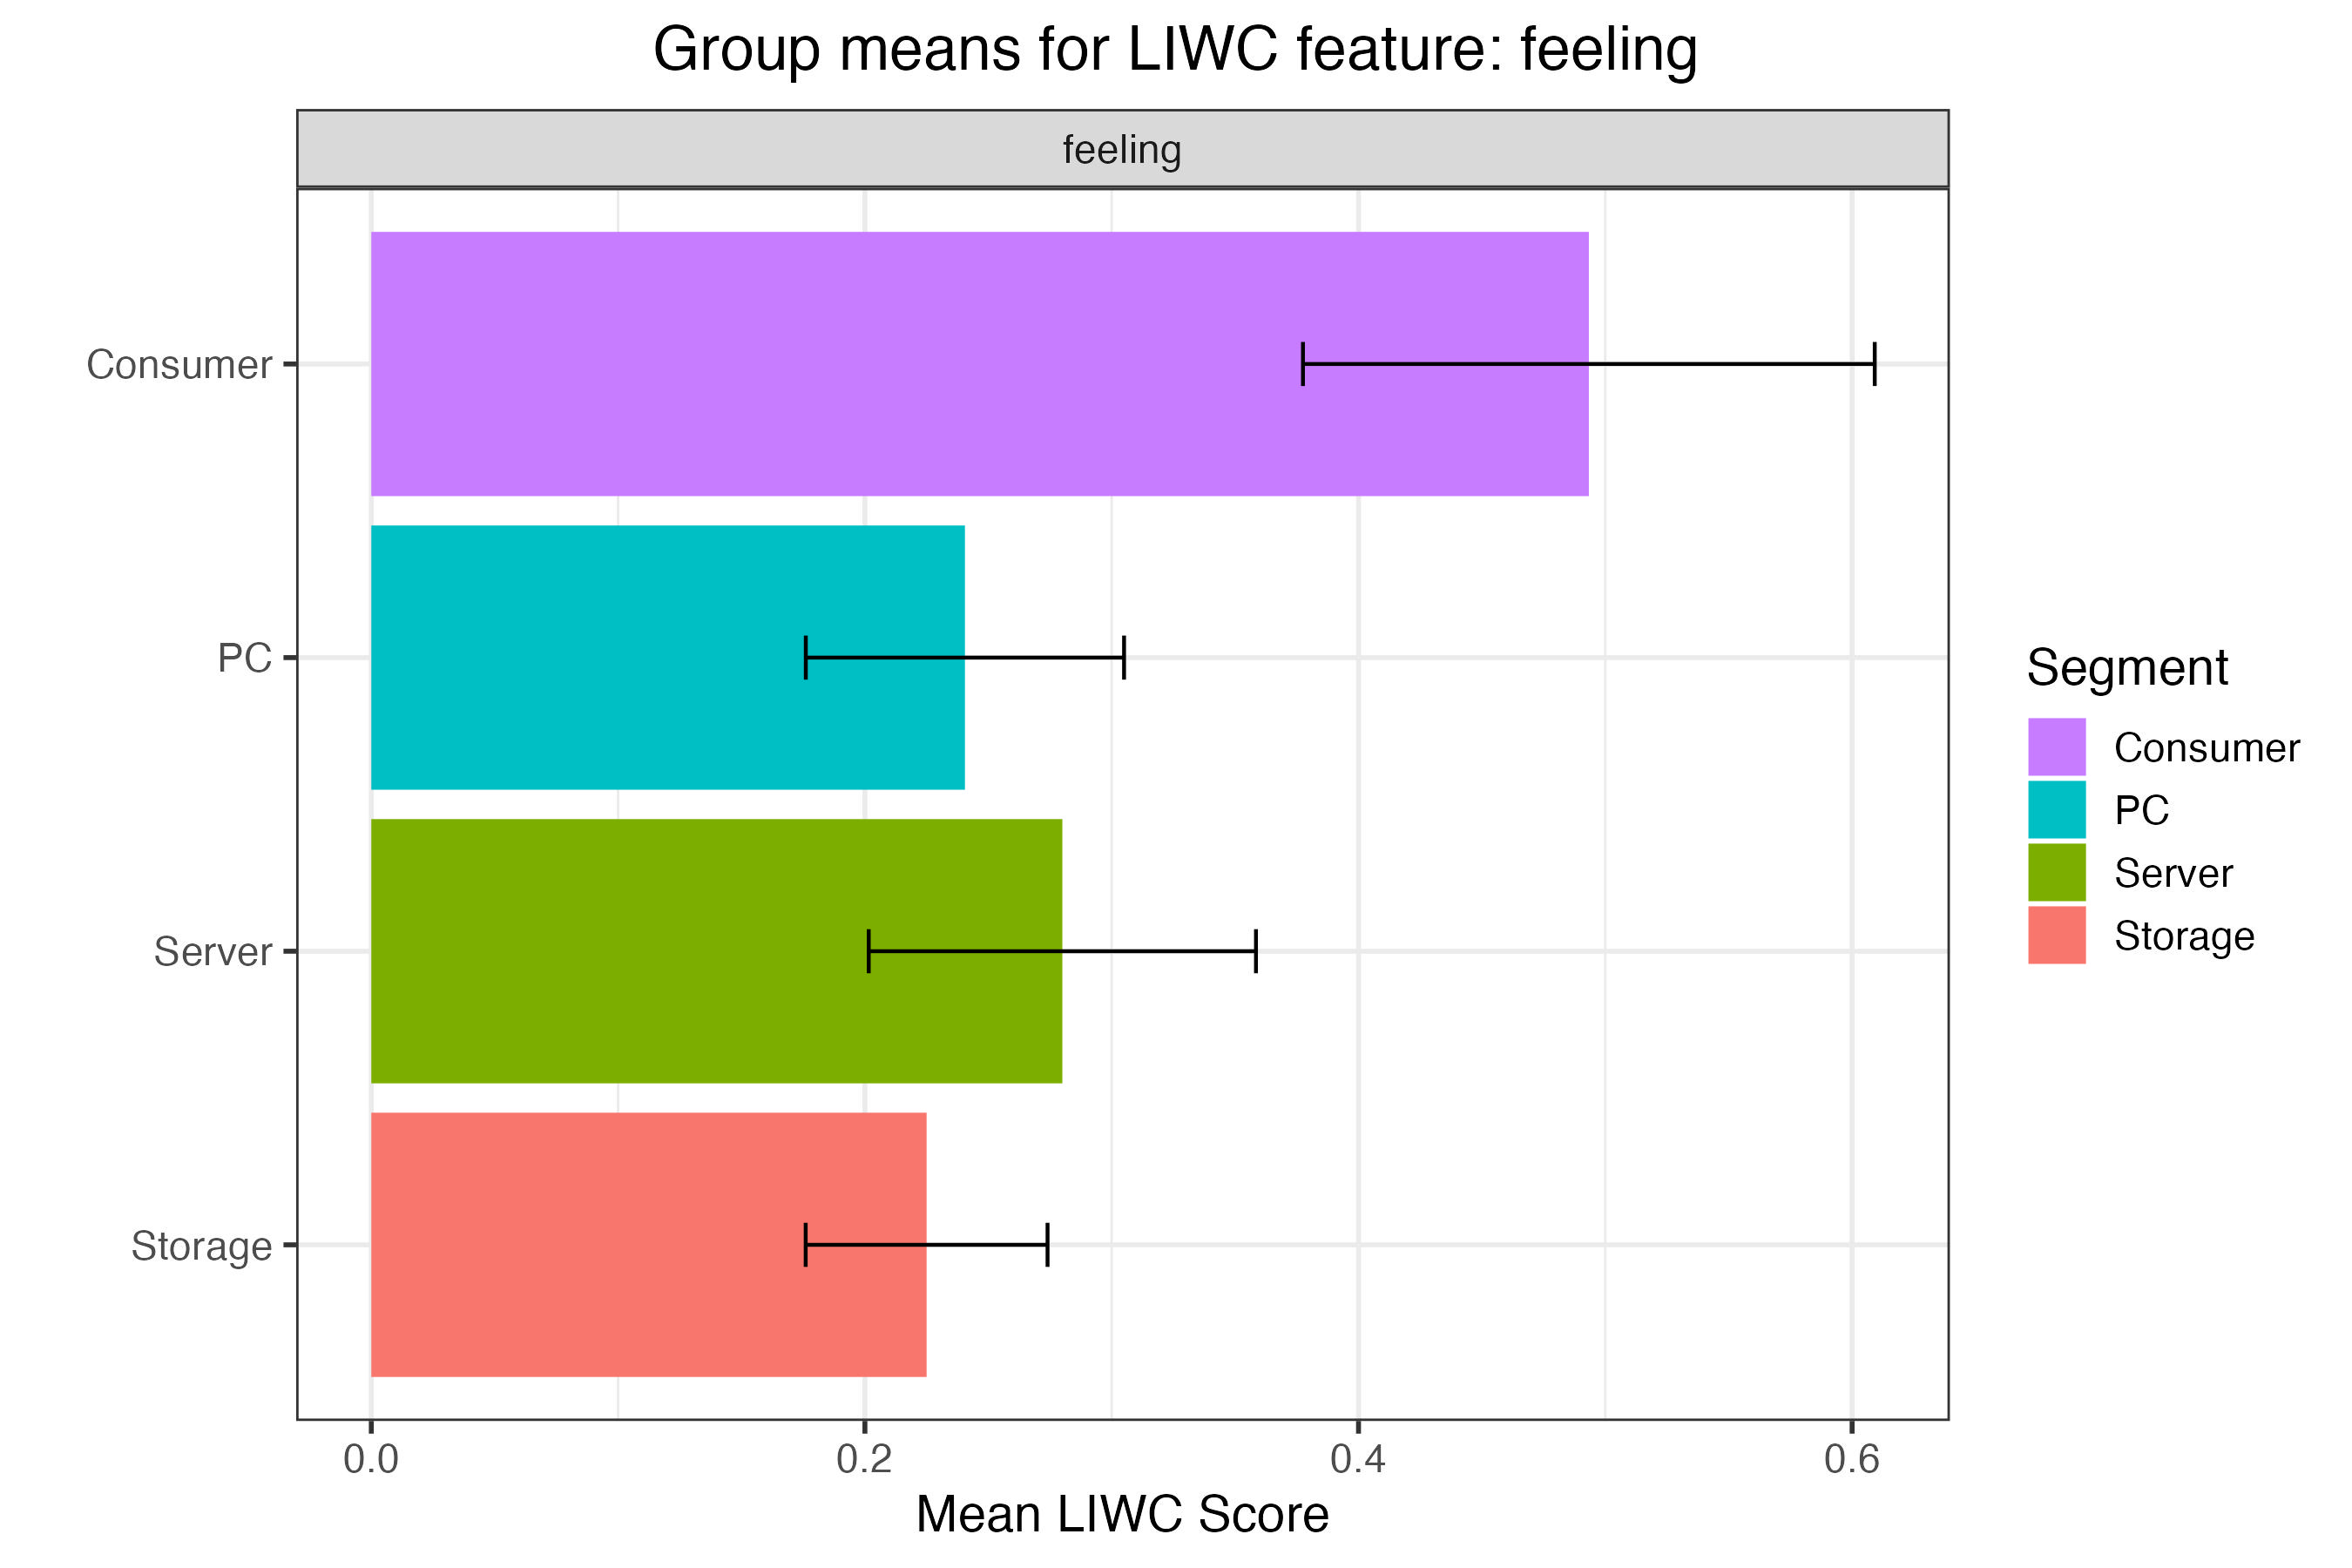 Group means for LIWC feature: feeling
feeling
Consumer
PC
Server
Storage
0.0 0.2 0.4 0.6
Mean LIWC Score
Segment
Consumer
PC
Server
Storage